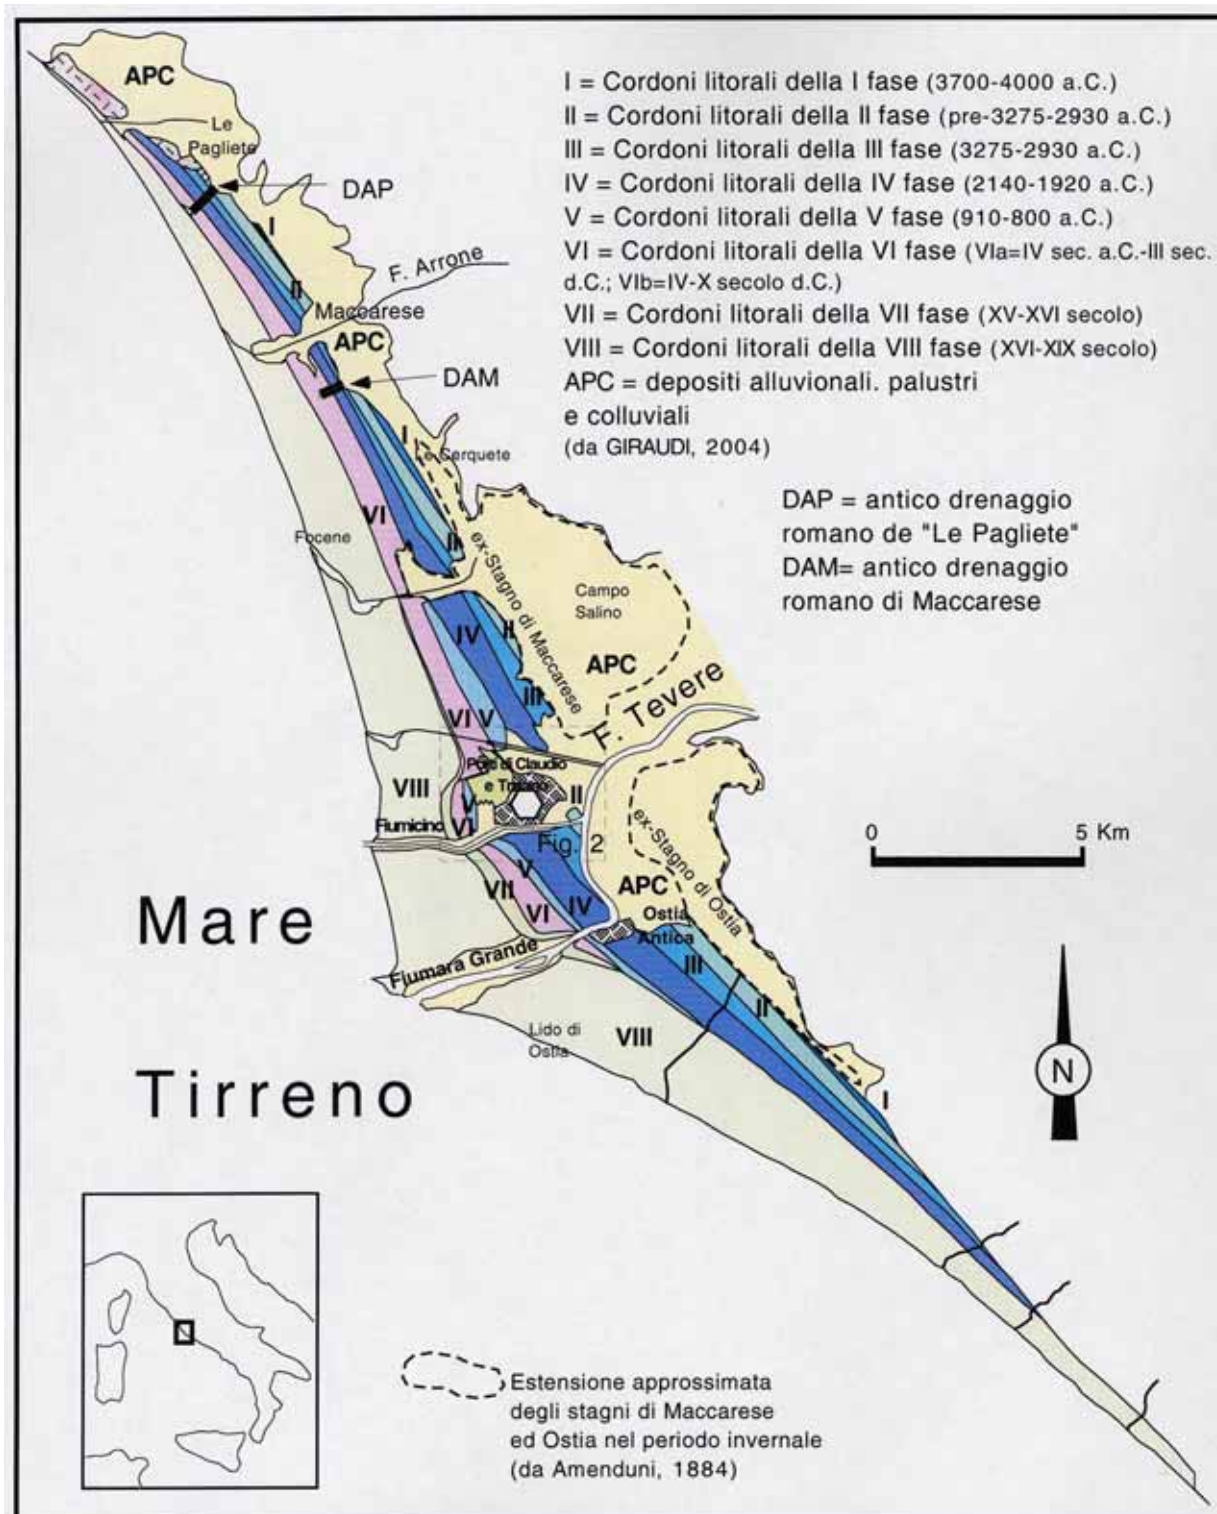 I = Cordoni litorali della I fase (3700-4000 a.C.)
II = Cordoni litorali della II fase (pre-3275-2930 a.C.)
III = Cordoni litorali della III fase (3275-2930 a.C.)
IV = Cordoni litorali della IV fase (2140-1920 a.C.)
V = Cordoni litorali della V fase (910-800 a.C.)
VI = Cordoni litorali della VI fase (VIa=IV sec. a.C.-III sec.
d.C.; VIb=IV-X secolo d.C.)
VII = Cordoni litorali della VII fase (XV-XVI secolo)
VIII = Cordoni litorali della VIII fase (XVI-XIX secolo)
APC = depositi alluvionali. palustri
e colluviali
(da GIRAUDI, 2004)
DAP = antico drenaggio
romano de "Le Pagliete"
DAM= antico drenaggio
romano di Maccarese
APC
I - I - I
Le
Pagliete
DAP
I
II
F. Arrone
Maccarese
APC
DAM
I
Le Cerquete
VI
II
Focene
ex-Stagno di Maccarese
Campo
Salino
IV
II
APC
III
VI
V
F. Tevere
Porti di Claudio
e Traiano
VIII
V
II
Fiumicino
VI
Fig. 2
ex-Stagno di Ostia
0
5 Km
V
VII
VI
IV
APC
Ostia
Antica
Mare
Fiumara Grande
III
II
Lido di
Ostia
VIII
Tirreno
I
N
Estensione approssimata
degli stagni di Maccarese
ed Ostia nel periodo invernale
(da Amenduni, 1884)